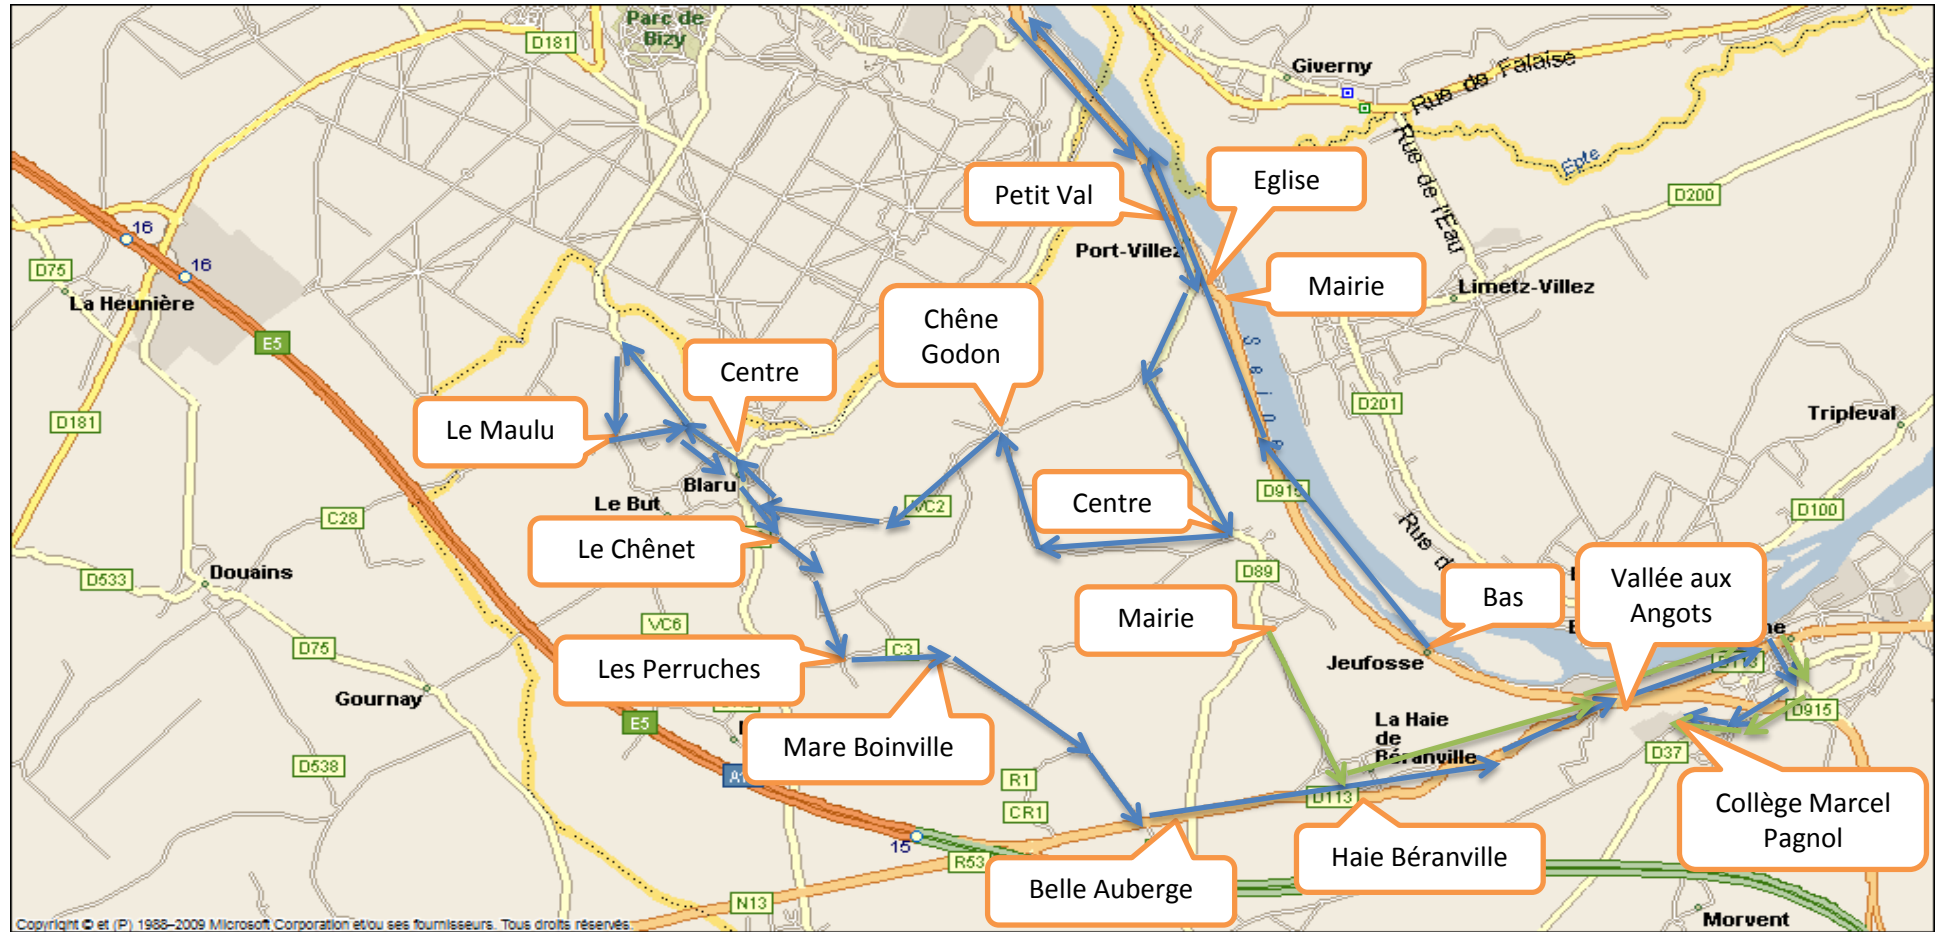 Parc de
Bizy
D181
Giverny
Rue de Falaise
Rue de l'Eau
Epte
D200
Petit Val
Eglise
Port-Villez
Mairie
Limetz-Villez
16
16
D75
La Heunière
E5
Chêne
Godon
Centre
Seine
D201
Tripleval
D181
Le Maulu
Blaru
Le But
C28
VC2
Centre
D915
D100
Rue d
Le Chênet
D533
Douains
D89
Bas
Vallée aux
Angots
Mairie
VC6
D75
C3
Les Perruches
Jeufosse
ne
D113
Gournay
E5
Mare Boinville
La Haie
de
Béranville
D915
D37
D538
R1
CR1
D113
Collège Marcel
Pagnol
15
R53
Haie Béranville
Belle Auberge
N13
Morvent
Copyright © et (P) 1988–2009 Microsoft Corporation et/ou ses fournisseurs. Tous droits réservés.